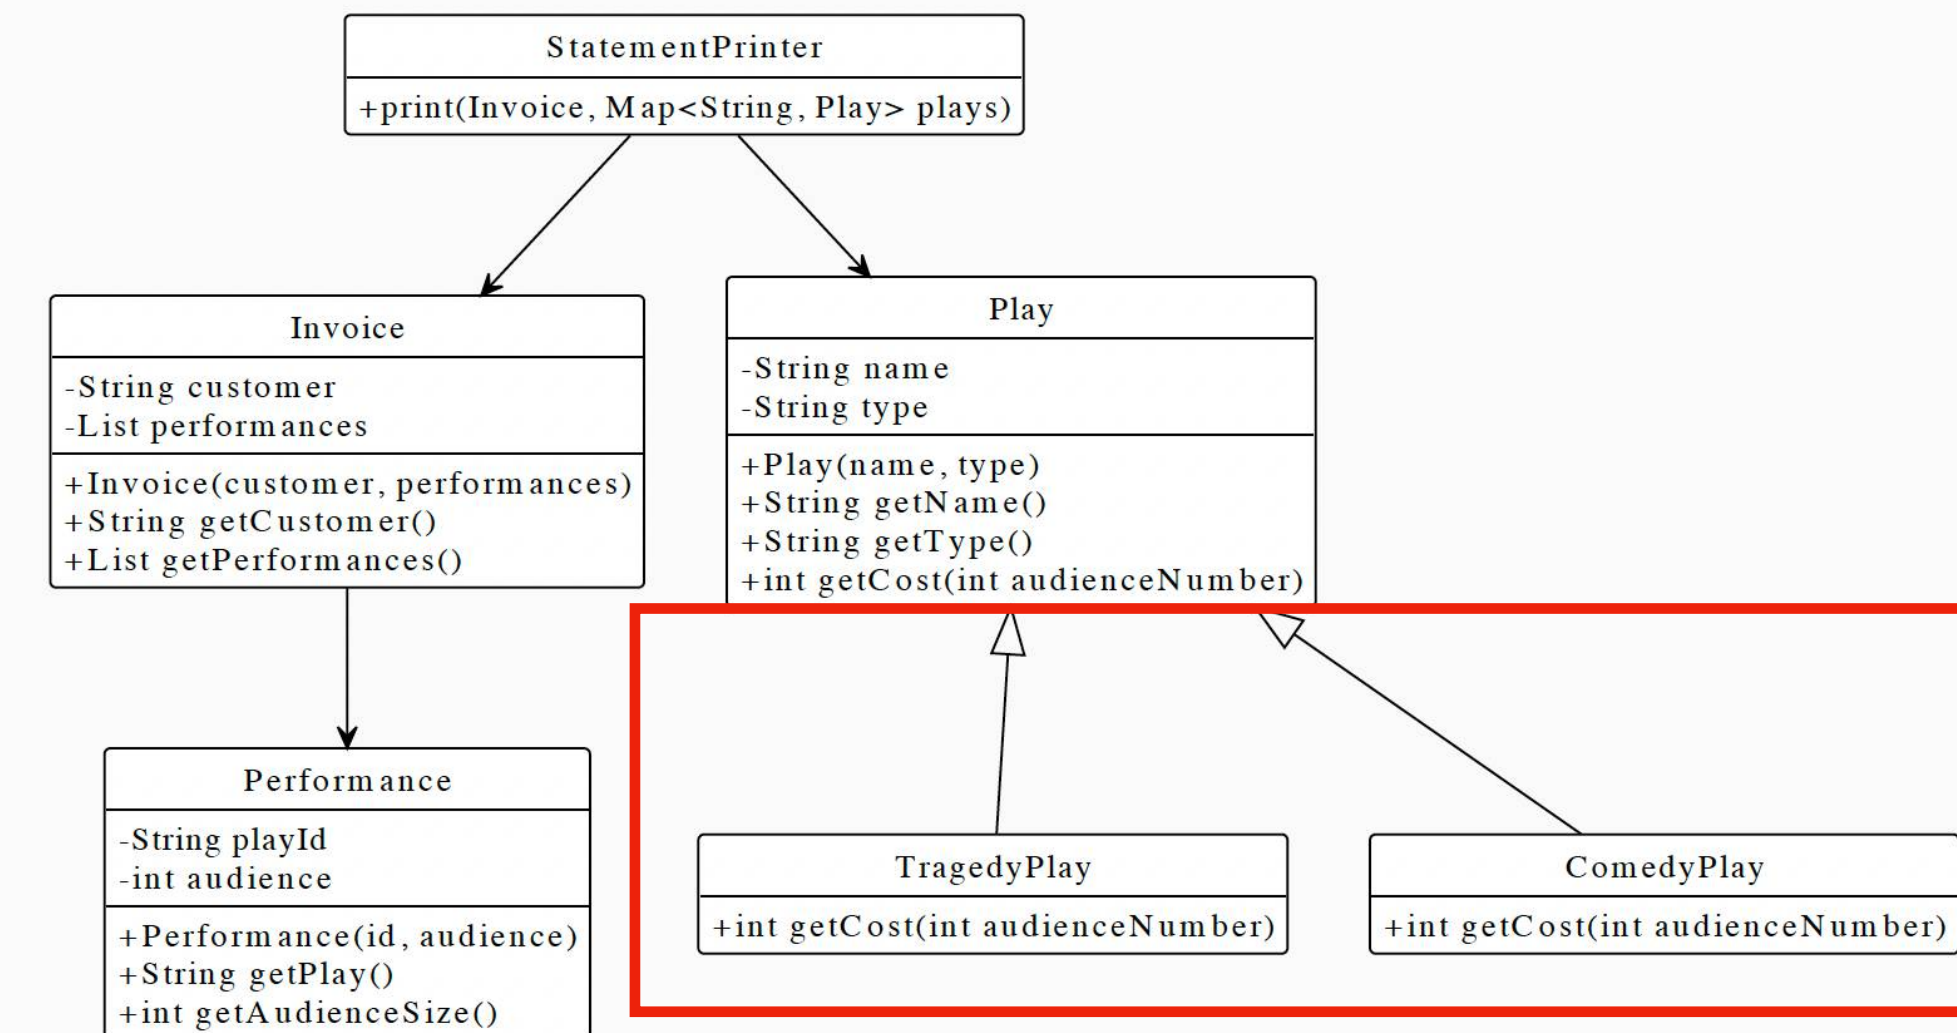 StatementPrinter
+print(Invoice, Map<String, Play> plays)
Invoice
-String customer
-List performances
+Invoice(customer, performances)
+String getCustomer()
+List getPerformances()
Play
-String name
-String type
+Play(name, type)
+String getName()
+String getType()
+int getCost(int audienceNumber)
Performance
-String playId
-int audience
+Performance(id, audience)
+String getPlay()
+int getAudienceSize()
TragedyPlay
+int getCost(int audienceNumber)
ComedyPlay
+int getCost(int audienceNumber)